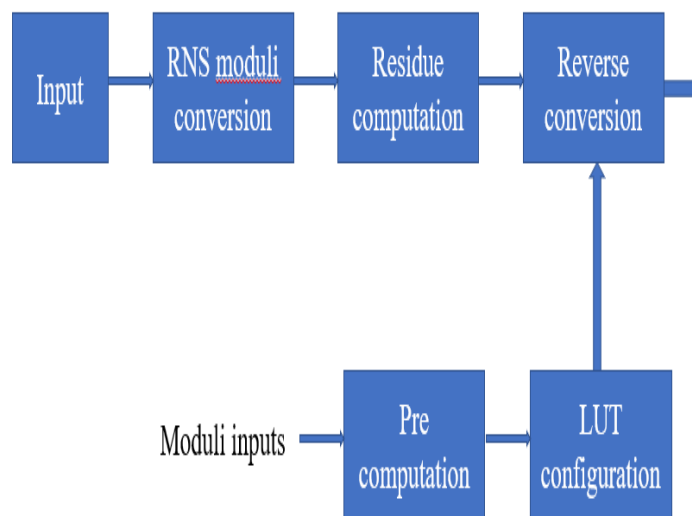 Input
RNS moduli
conversion
Residue
computation
Reverse
conversion
Moduli inputs
Pre
computation
LUT
configuration